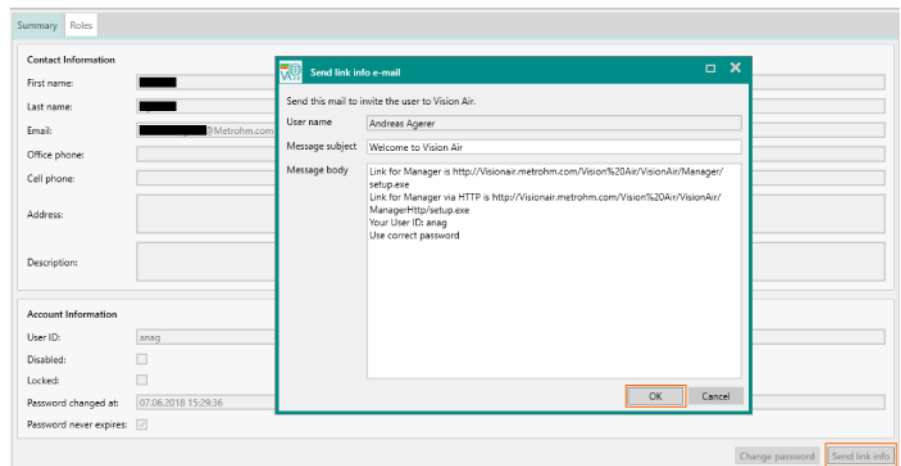 Summary Roles
Contact Information
First name:
Last name:
Email: @Metrohm.com
Office phone:
Cell phone:
Address:
Description:
Account Information
User ID: anag
Disabled:
Locked:
Password changed at: 07.06.2018 15:29:36
Password never expires:
Change password Send link info
Send link info e-mail
Send this mail to invite the user to Vision Air.
User name Andreas Agerer
Message subject Welcome to Vision Air
Message body
Link for Manager is http://Visionair.metrohm.com/Vision%20Air/VisionAir/Manager/
setup.exe
Link for Manager via HTTP is http://Visionair.metrohm.com/Vision%20Air/VisionAir/
ManagerHttp/setup.exe
Your User ID: anag
Use correct password
OK Cancel